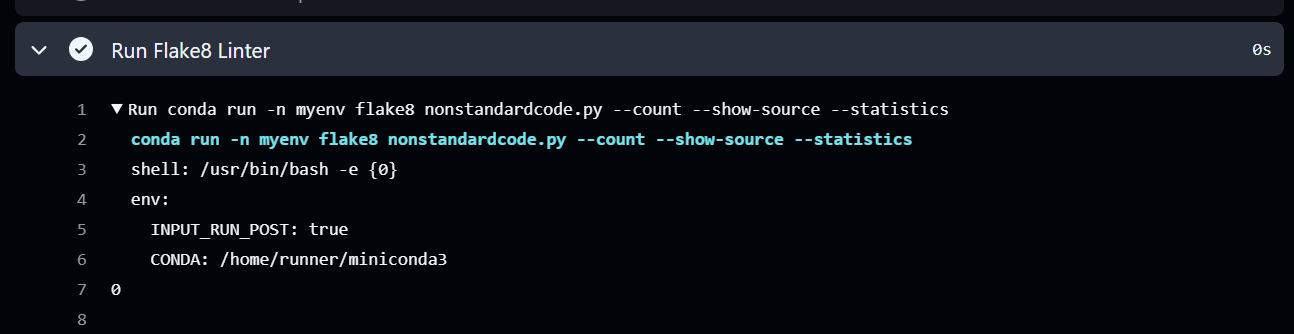 Run Flake8 Linter 0s
1 ▼ Run conda run -n myenv flake8 nonstandardcode.py --count --show-source --statistics
2 conda run -n myenv flake8 nonstandardcode.py --count --show-source --statistics
3 shell: /usr/bin/bash -e {0}
4 env:
5 INPUT_RUN_POST: true
6 CONDA: /home/runner/miniconda3
7 0
8